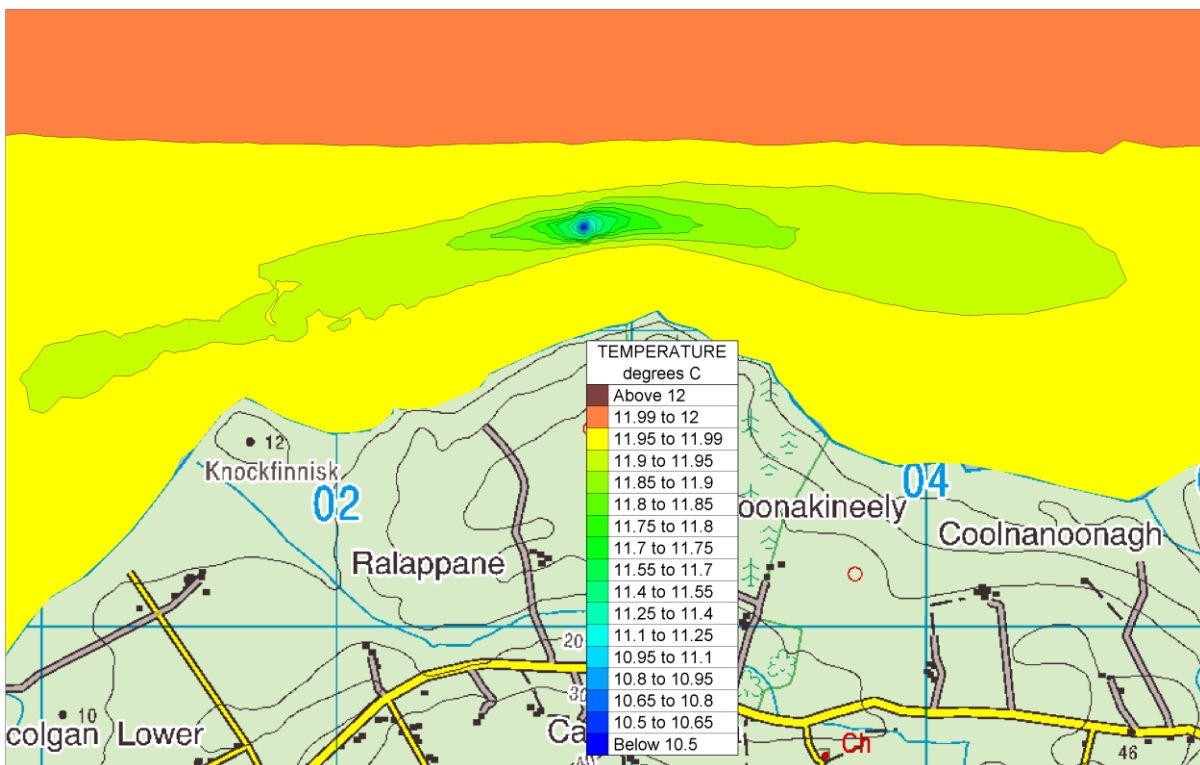 TEMPERATURE
degrees C
Above 12
11.99 to 12
11.95 to 11.99
11.9 to 11.95
11.85 to 11.9
11.8 to 11.85
11.75 to 11.8
11.7 to 11.75
11.55 to 11.7
11.4 to 11.55
11.25 to 11.4
11.1 to 11.25
10.95 to 11.1
10.8 to 10.95
10.65 to 10.8
10.5 to 10.65
Below 10.5
12
Knockfinnisk
02
04
oonakineely
Coolnanoonagh
Ralappane
20
30
10
colgan Lower
Ca
40
Ch
46